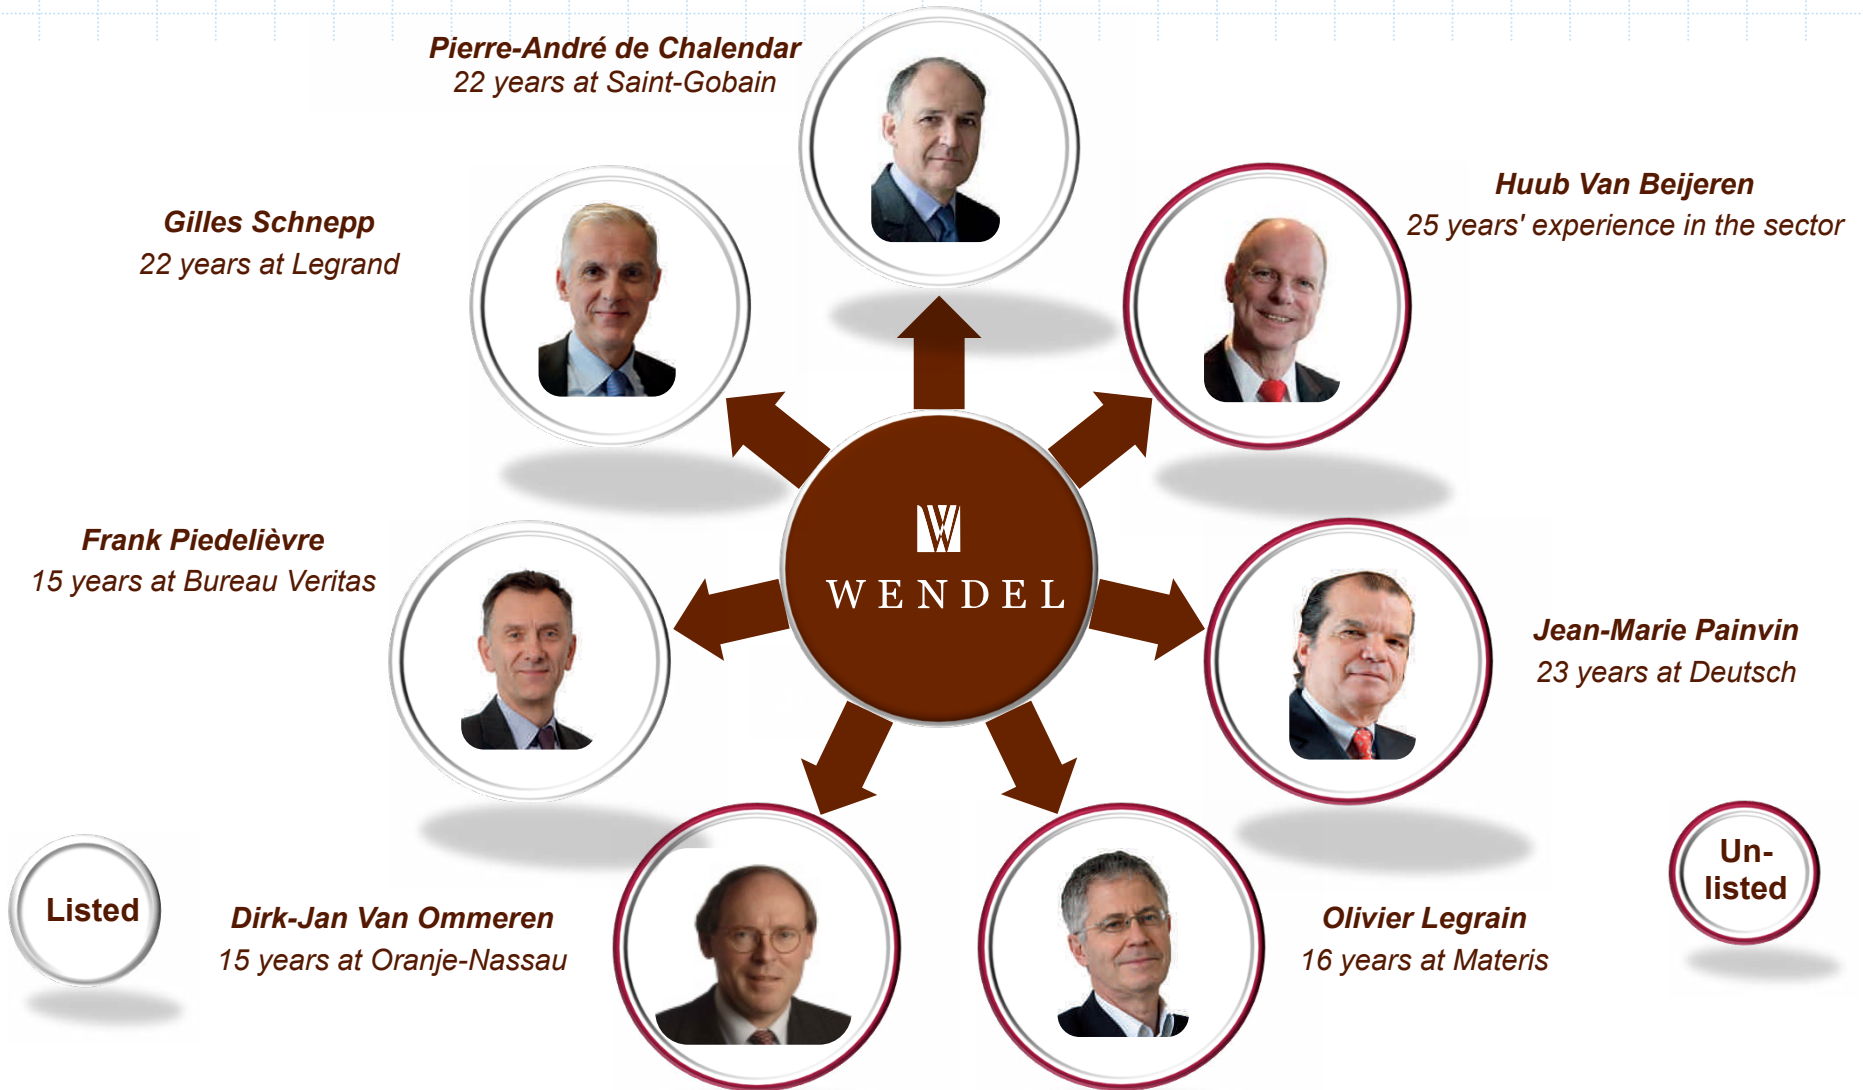 Pierre-André de Chalendar
22 years at Saint-Gobain
Huub Van Beijeren
25 years' experience in the sector
Gilles Schnepp
22 years at Legrand
WENDEL
Frank Piedelièvre
15 years at Bureau Veritas
Jean-Marie Painvin
23 years at Deutsch
Listed
Dirk-Jan Van Ommeren
15 years at Oranje-Nassau
Olivier Legrain
16 years at Materis
Un-
listed